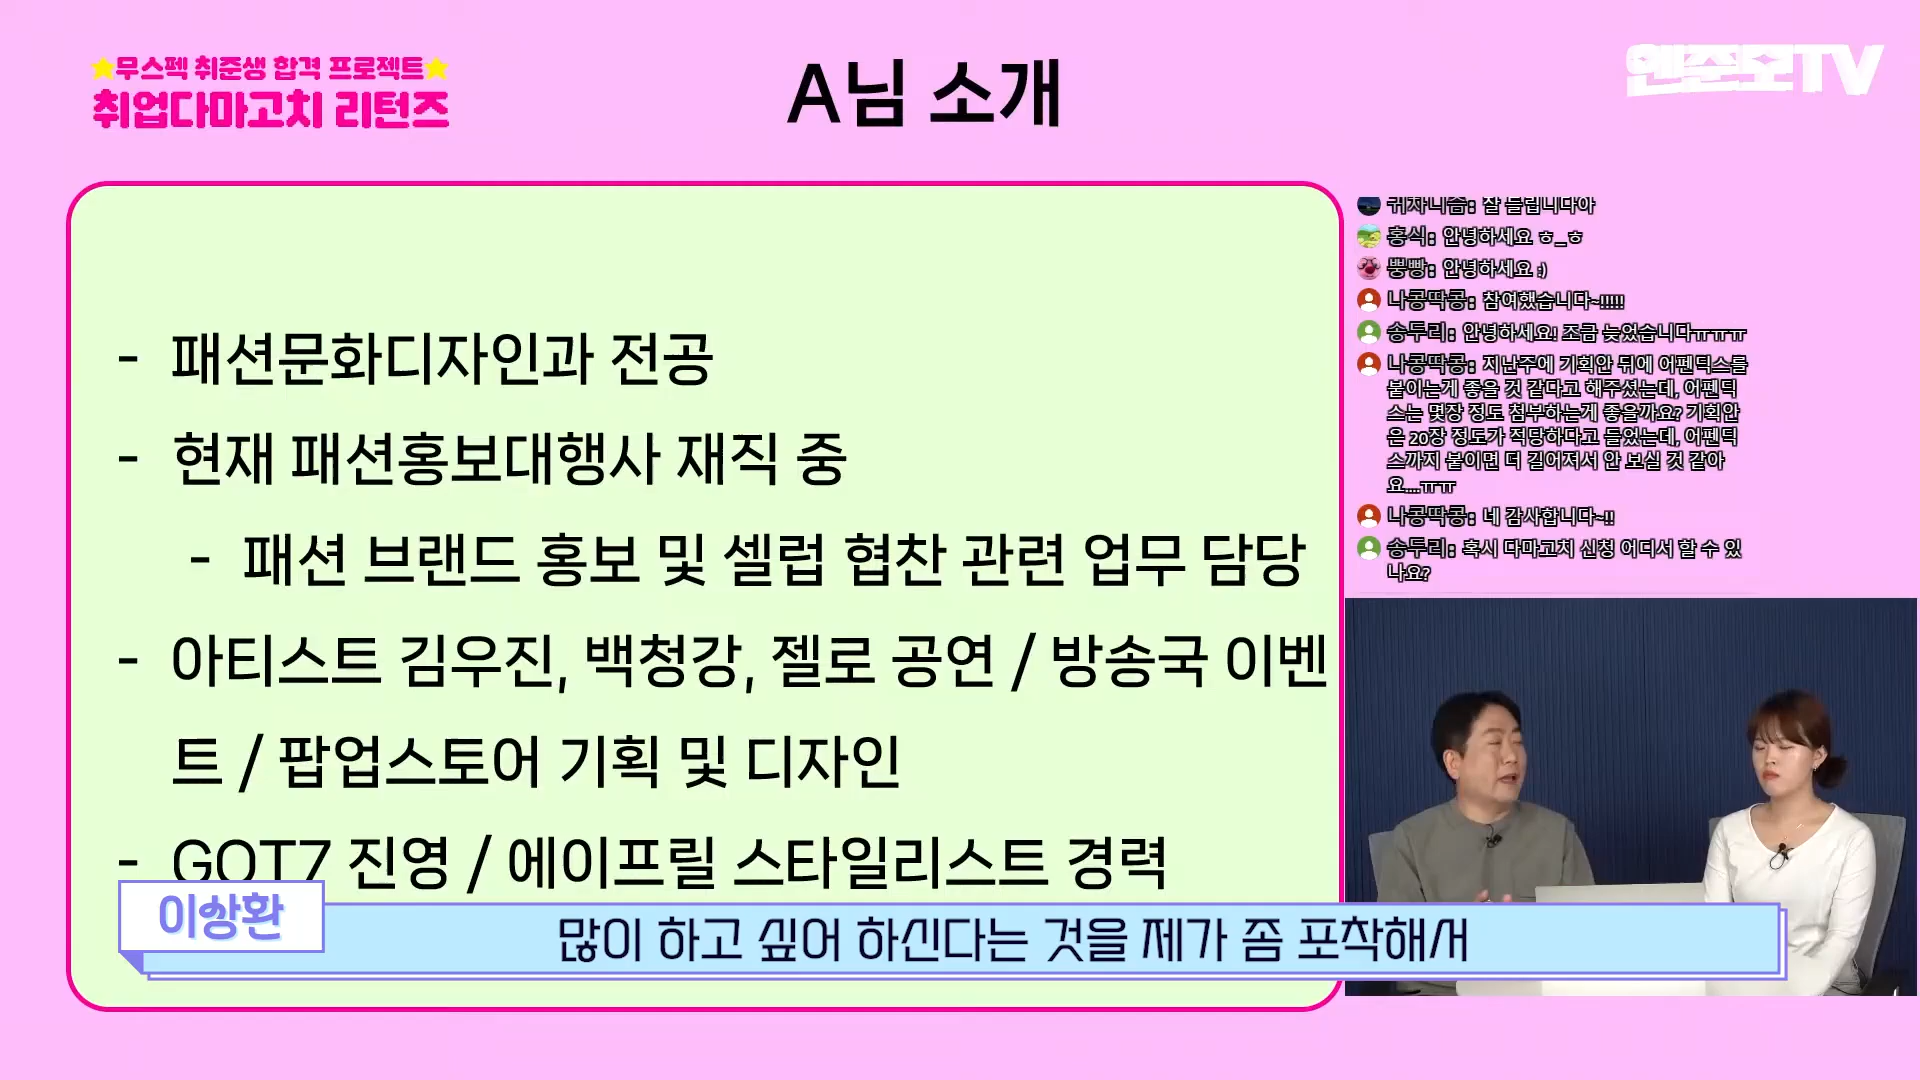 무스펙 취준생 합격 프로젝트
취업다마고치 리턴즈
A님 소개
엔준모TV
- 패션문화디자인과 전공
- 현재 패션홍보대행사 재직 중
- 패션 브랜드 홍보 및 셀럽 협찬 관련 업무 담당
- 아티스트 김우진, 백청강, 젤로 공연 / 방송국 이벤
트 / 팝업스토어 기획 및 디자인
- GOT7 진영 / 에이프릴 스타일리스트 경력
귀차니즘: 잘 들립니다아
홍식: 안녕하세요 ㅎ_ㅎ
뿡빵: 안녕하세요 :)
나콩딱콩: 참여했습니다~!!!!!
송두리: 안녕하세요! 조금 늦었습니다ㅠㅠㅠ
나콩딱콩: 지난주에 기획안 뒤에 어펜딕스를
붙이는게 좋을 것 같다고 해주셨는데, 어펜딕
스는 몇장 정도 첨부하는게 좋을까요? 기획안
은 20장 정도가 적당하다고 들었는데, 어펜딕
스까지 붙이면 더 길어져서 안 보실 것 같아
요....ㅠㅠ
나콩딱콩: 네 감사합니다~!!
송두리: 혹시 다마고치 신청 어디서 할 수 있
나요?
이상환
많이 하고 싶어 하신다는 것을 제가 좀 포착해서